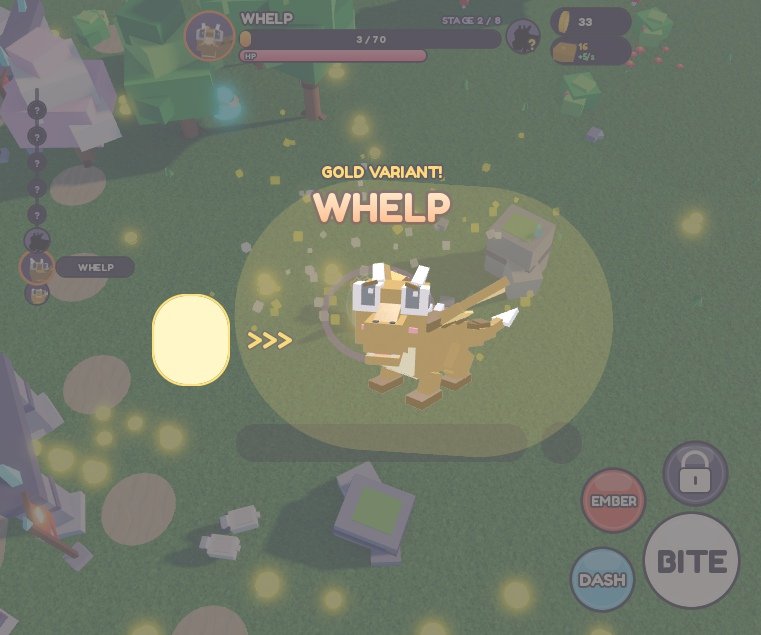 WHELP
STAGE 2 / 8
3 / 70
HP
33
16
+5/s
?
?
?
?
?
?
GOLD VARIANT!
WHELP
WHELP
>>>
EMBER
DASH
BITE